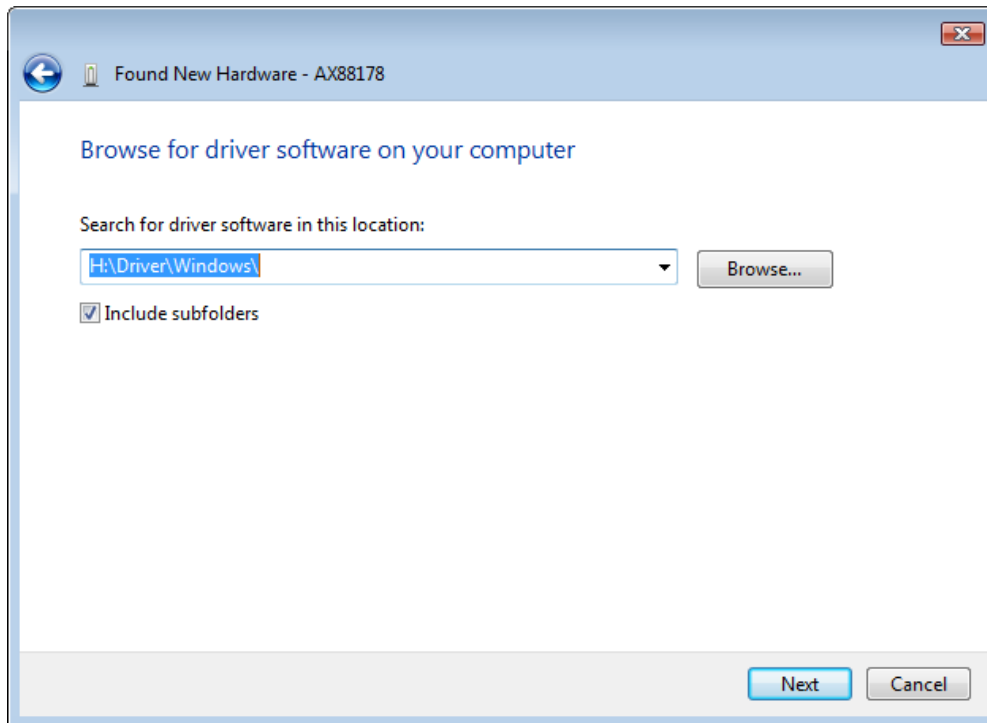 Found New Hardware - AX88178
Browse for driver software on your computer
Search for driver software in this location:
H:\Driver\Windows\
Browse...
Include subfolders
Next
Cancel